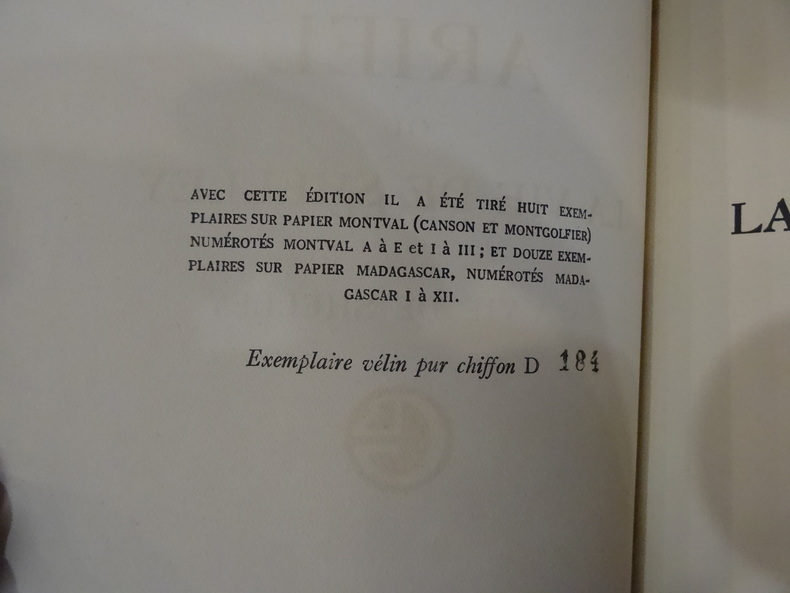 AVEC CETTE ÉDITION IL A ÉTÉ TIRÉ HUIT EXEM-
PLAIRES SUR PAPIER MONTVAL (CANSON ET MONTGOLFIER)
NUMÉROTÉS MONTVAL A à E et I à III ; ET DOUZE EXEM-
PLAIRES SUR PAPIER MADAGASCAR, NUMÉROTÉS MADA-
GASCAR I à XII.
Exemplaire vélin pur chiffon D 184
LA